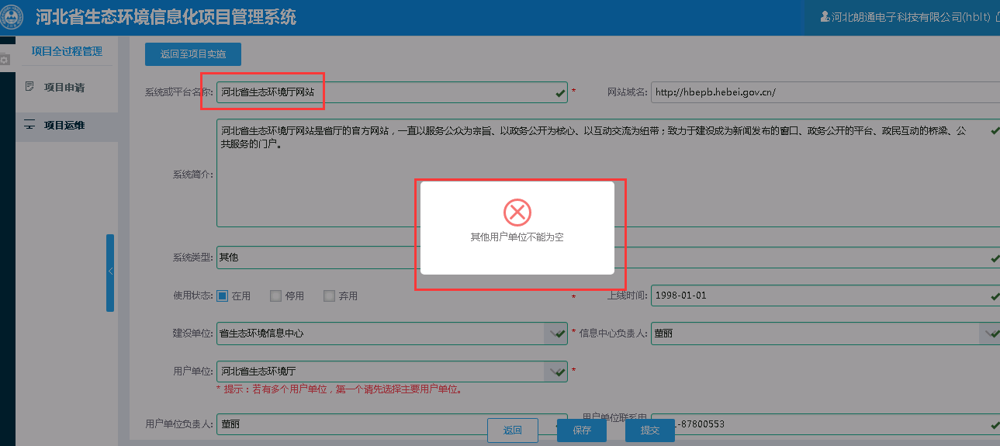 河北省生态环境信息化项目管理系统
河北朗通电子科技有限公司(hblt)
项目全过程管理
项目申请
项目运维
返回至项目实施
系统或平台名称: 河北省生态环境厅网站 * 网站域名: http://hbepb.hebei.gov.cn/
系统简介:
河北省生态环境厅网站是省厅的官方网站，一直以服务公众为宗旨、以政务公开为核心、以互动交流为纽带；致力于建设成为新闻发布的窗口、政务公开的平台、政民互动的桥梁、公
共服务的门户。
其他用户单位不能为空
系统类型: 其他
使用状态: 在用 停用 弃用 * 上线时间: 1998-01-01
建设单位: 省生态环境信息中心 * 信息中心负责人: 董丽
用户单位: 河北省生态环境厅 *
* 提示：若有多个用户单位，第一个请先选择主要用户单位。
用户单位负责人: 董丽 用户单位联系电 -87800553
返回 保存 提交